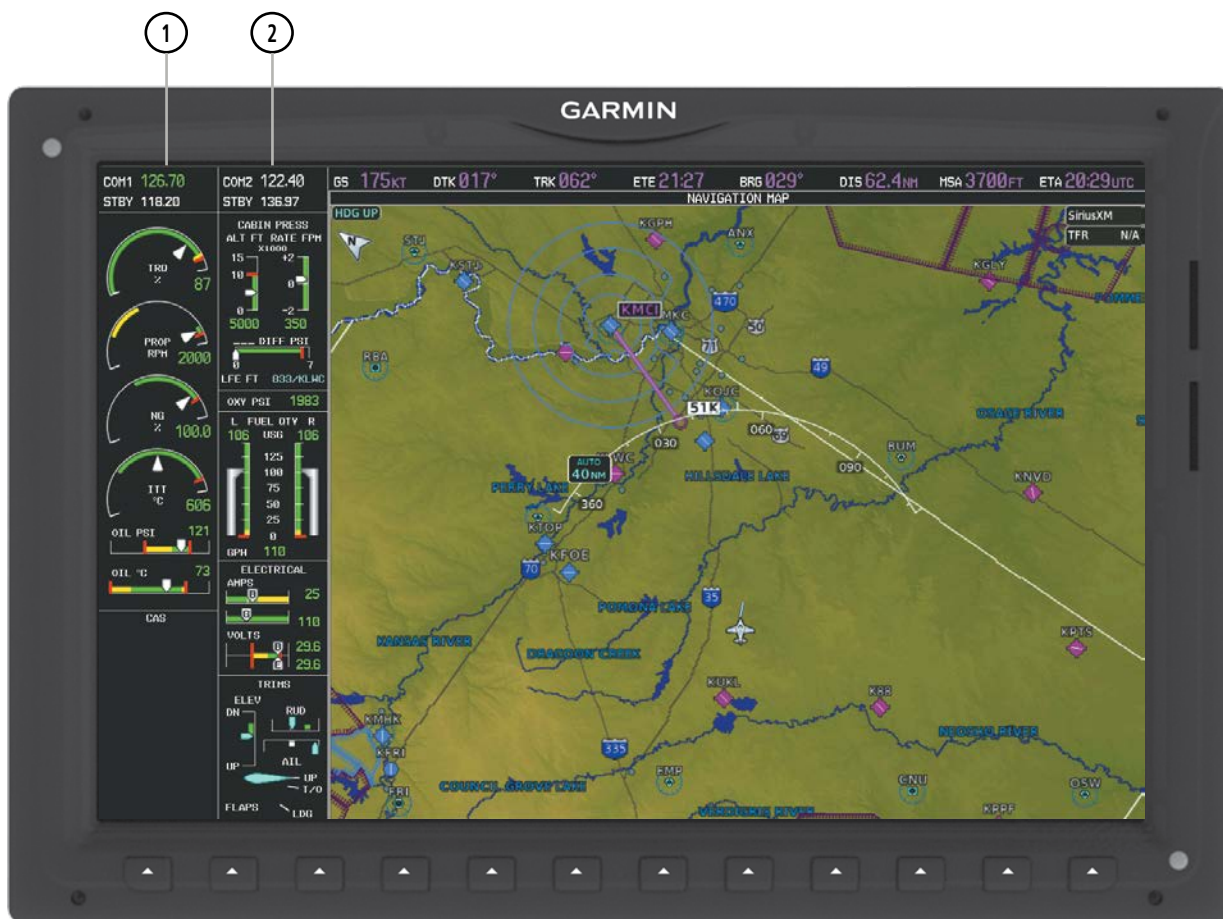 1
2
GARMIN
COM1 126.70
STBY 118.20
COM2 122.40
STBY 136.97
GS 175KT DTK 017° TRK 062° ETE 21:27 BRG 029° DIS 62.4NM MSA 3700FT ETA 20:29UTC
NAVIGATION MAP
TRQ
%
87
PROP
RPM
2000
NG
%
100.0
ITT
°C
606
OIL PSI 121
OIL °C 73
CAS
CABIN PRESS
ALT FT RATE FPM
X1000
15 +2
10 0
0 -2
5000 350
___ DIFF PSI
0 7
LFE FT 833/KLWC
OXY PSI 1983
L FUEL QTY R
106 USG 106
125
100
75
50
25
0
GPH 110
ELECTRICAL
AMPS
25
110
VOLTS
29.6
29.6
TRIMS
ELEV
DN
RUD
AIL
UP
UP
T/O
FLAPS
LDG
HDG UP
N
SiriusXM
TFR N/A
KGPH
ANX
STJ
KSTJ
KGLY
KMCI
MKC
470
50
71
49
RBA
KOJC
51K
OSAGE RIVER
030
060
69
090
BUM
AUTO
40NM
360
HILLSDALE LAKE
PERRY LAKE
KNVD
KTOP
KFOE
70
35
POMONA LAKE
KANSAS RIVER
DRAGOON CREEK
KPTS
KUKL
K88
KMHK
KFRI
FRI
335
NEOSHO RIVER
EMP
COUNCIL GROVE LAKE
CNU
OSW
VERDIGRIS RIVER
KPPF